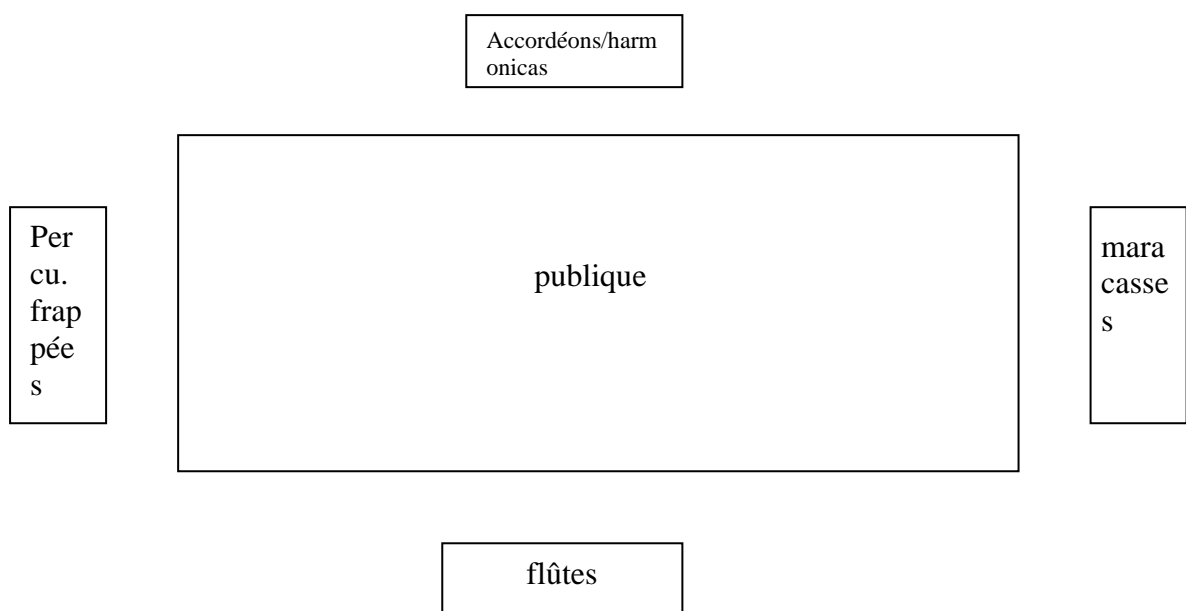 Accordéons/harm
onicas
Per
cu.
frap
pée
s
publique
mara
casse
s
flûtes